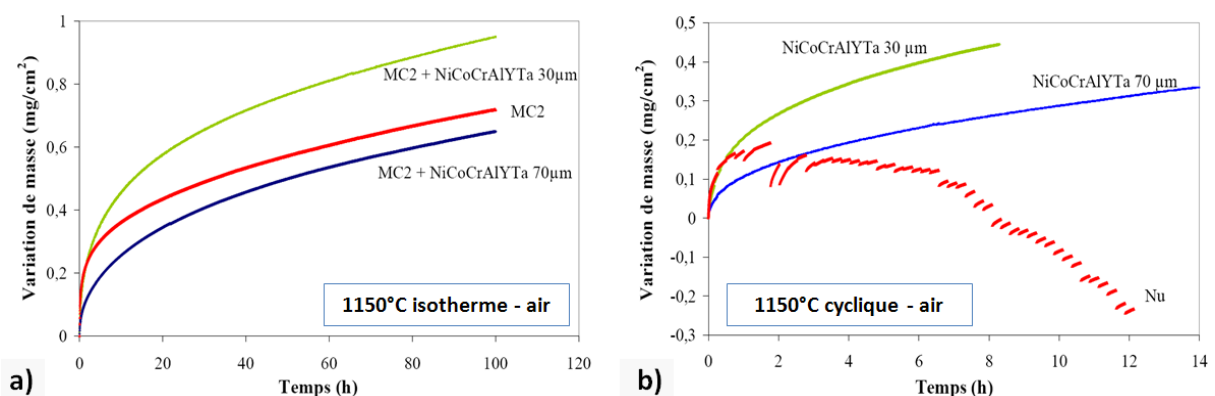 Variation de masse (mg/cm²)
1
0,8
0,6
0,4
0,2
0
MC2 + NiCoCrAlYTa 30µm
MC2
MC2 + NiCoCrAlYTa 70µm
1150°C isotherme - air
0 20 40 60 80 100 120
Temps (h)
a)
Variation de masse (mg/cm²)
0,5
0,4
0,3
0,2
0,1
0
-0,1
-0,2
-0,3
NiCoCrAlYTa 30 µm
NiCoCrAlYTa 70 µm
Nu
1150°C cyclique - air
0 2 4 6 8 10 12 14
Temps (h)
b)